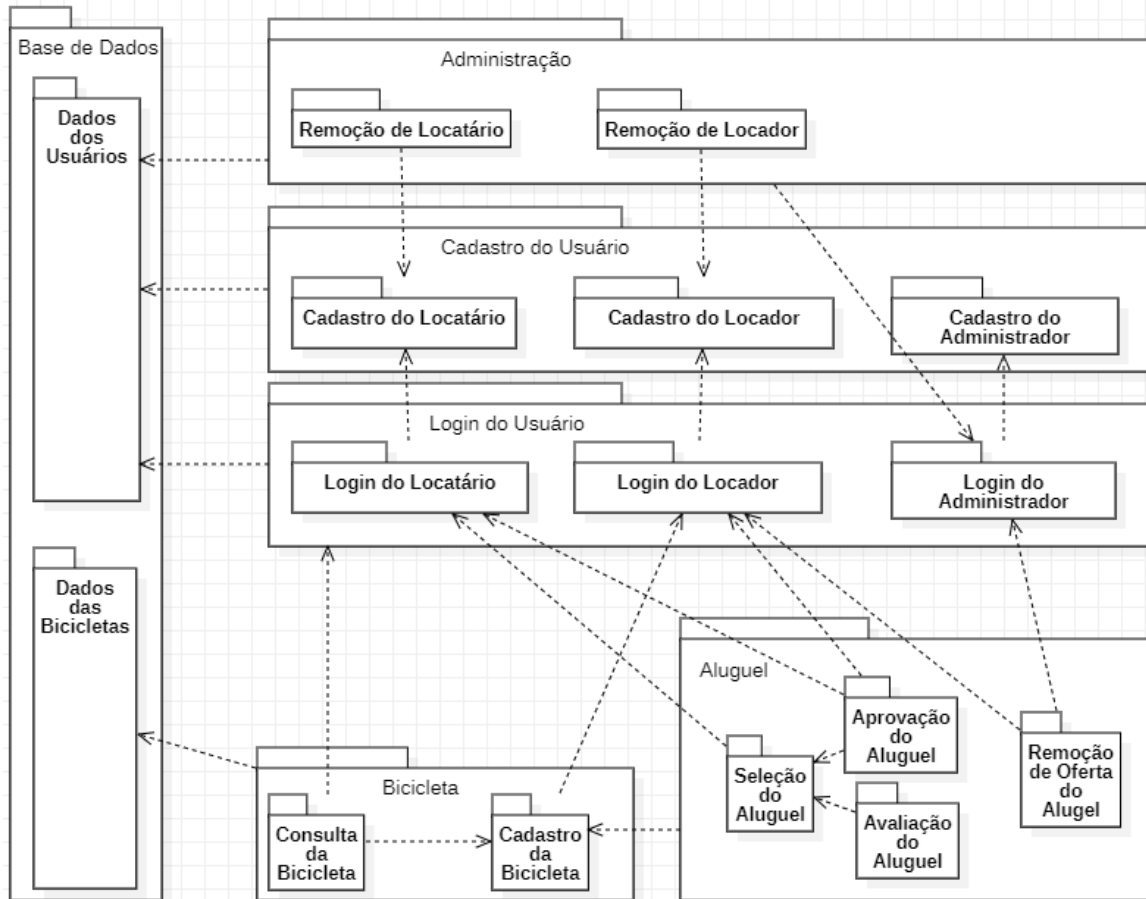 Base de Dados
Dados
dos
Usuários
Dados
das
Bicicletas
Administração
Remoção de Locatário
Remoção de Locador
Cadastro do Usuário
Cadastro do Locatário
Cadastro do Locador
Cadastro do
Administrador
Login do Usuário
Login do Locatário
Login do Locador
Login do
Administrador
Bicicleta
Consulta
da
Bicicleta
Cadastro
da
Bicicleta
Aluguel
Seleção
do
Aluguel
Aprovação
do
Aluguel
Avaliação
do
Aluguel
Remoção
de Oferta
do
Alugel